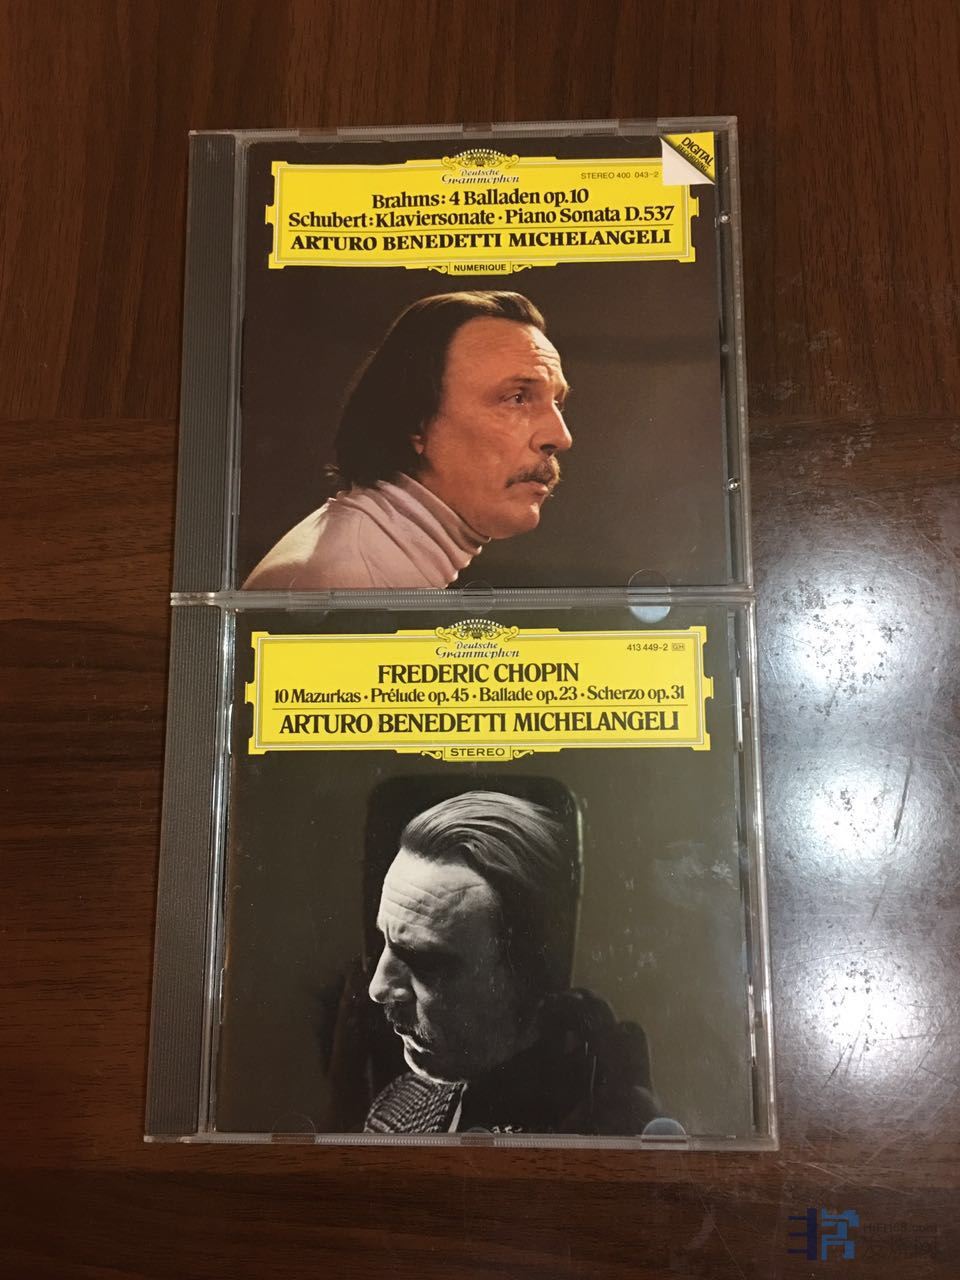 DIGITAL
RECORDING
Deutsche
Grammophon
STEREO 400 043-2
Brahms: 4 Balladen op.10
Schubert: Klaviersonate · Piano Sonata D.537
ARTURO BENEDETTI MICHELANGELI
NUMERIQUE
Deutsche
Grammophon
413 449-2 GH
FREDERIC CHOPIN
10 Mazurkas · Prélude op.45 · Ballade op.23 · Scherzo op.31
ARTURO BENEDETTI MICHELANGELI
STEREO